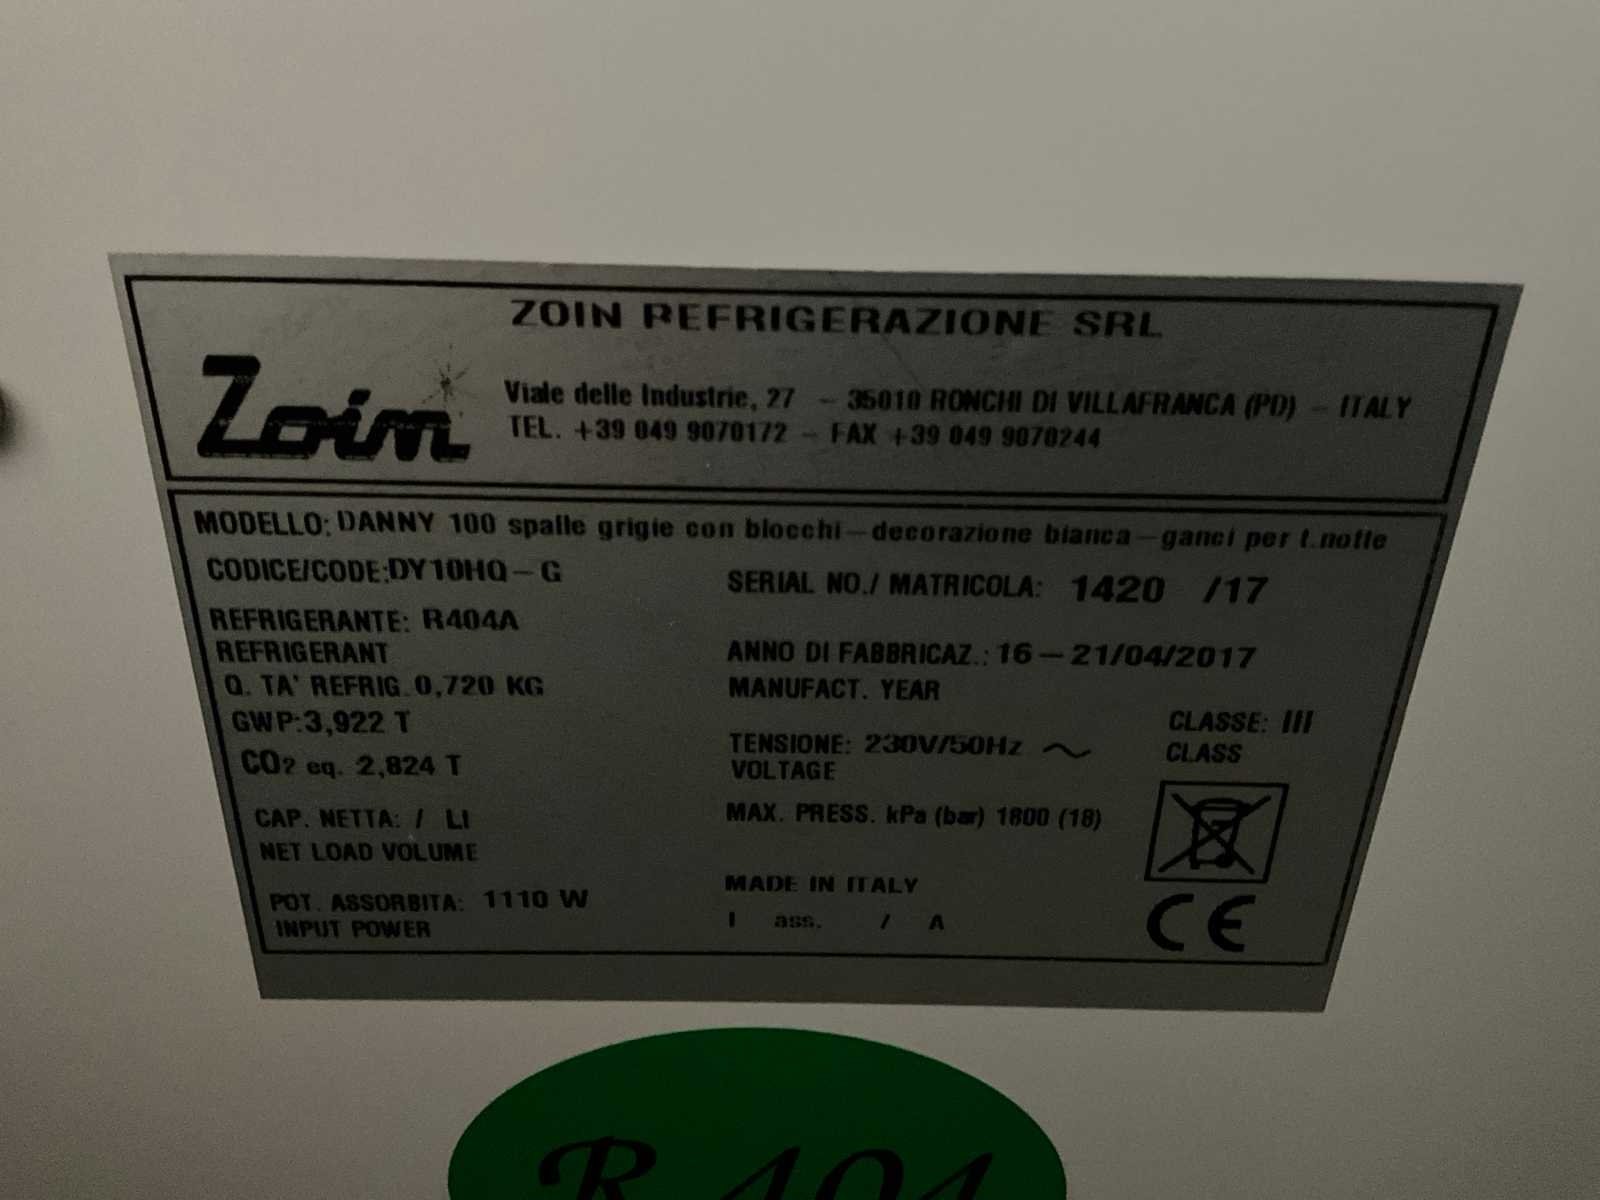 ZOIN REFRIGERAZIONE SRL
Zoin
Viale delle Industrie, 27 – 35010 RONCHI DI VILLAFRANCA (PD) – ITALY
TEL. +39 049 9070172 – FAX +39 049 9070244
MODELLO: DANNY 100 spalle grigie con blocchi–decorazione bianca–ganci per t.notte
CODICE/CODE:DY10HQ–G
SERIAL NO./ MATRICOLA: 1420 /17
REFRIGERANTE: R404A
REFRIGERANT
ANNO DI FABBRICAZ.: 16–21/04/2017
MANUFACT. YEAR
Q. TA' REFRIG. 0,720 KG
GWP:3,922 T
CLASSE: III
CLASS
TENSIONE: 230V/50Hz ~
VOLTAGE
CO2 eq. 2,824 T
MAX. PRESS. kPa (bar) 1800 (18)
CAP. NETTA: / LI
NET LOAD VOLUME
MADE IN ITALY
POT. ASSORBITA: 1110 W
INPUT POWER
I ass. / A
CE
R 404